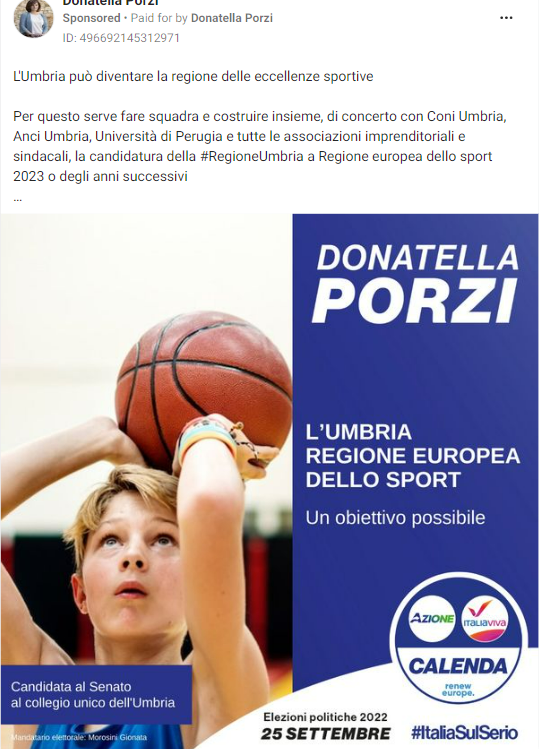 Donatella Porzi
Sponsored • Paid for by Donatella Porzi
ID: 496692145312971
L'Umbria può diventare la regione delle eccellenze sportive
Per questo serve fare squadra e costruire insieme, di concerto con Coni Umbria,
Anci Umbria, Università di Perugia e tutte le associazioni imprenditoriali e
sindacali, la candidatura della #RegioneUmbria a Regione europea dello sport
2023 o degli anni successivi
...
DONATELLA
PORZI
L'UMBRIA
REGIONE EUROPEA
DELLO SPORT
Un obiettivo possibile
AZIONE
ITALIAVIVA
CALENDA
renew
europe.
Candidata al Senato
al collegio unico dell'Umbria
Mandatario elettorale: Morosini Gionata
Elezioni politiche 2022
25 SETTEMBRE
#ItaliaSulSerio